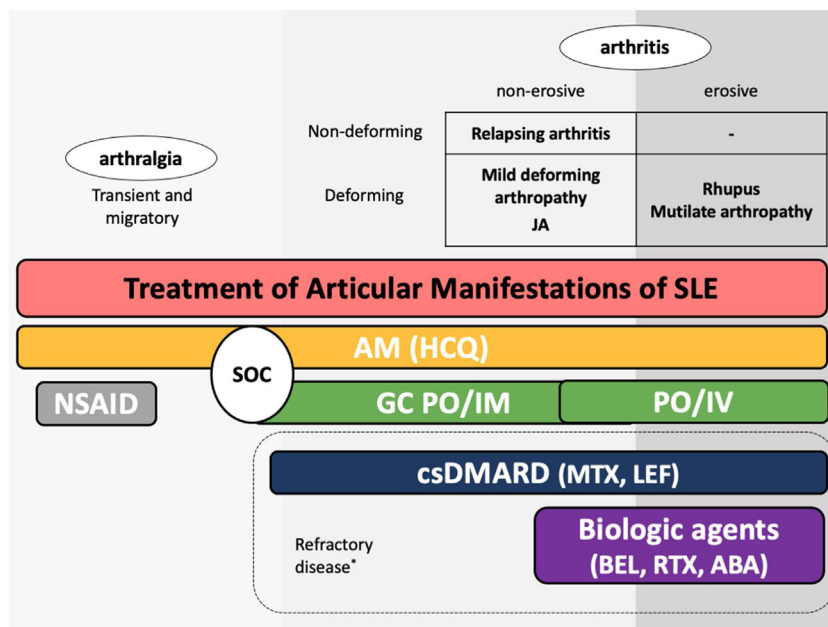 arthritis
non-erosive erosive
Non-deforming Relapsing arthritis -
arthralgia
Transient and
migratory
Deforming
Mild deforming
arthropathy
JA
Rhupus
Mutilate arthropathy
Treatment of Articular Manifestations of SLE
AM (HCQ)
SOC
NSAID GC PO/IM PO/IV
csDMARD (MTX, LEF)
Refractory
disease*
Biologic agents
(BEL, RTX, ABA)